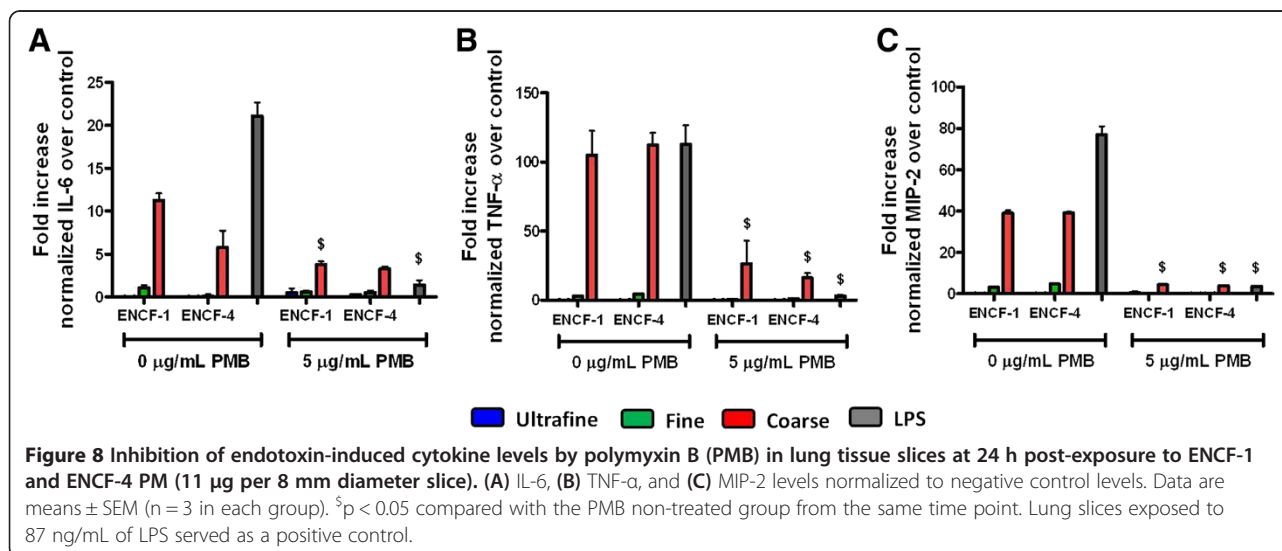 A
B
C
Fold increase
normalized IL-6 over control
25
20
15
10
5
0
ENCF-1 ENCF-4 ENCF-1 ENCF-4
0 µg/mL PMB 5 µg/mL PMB
$ $
Fold increase
normalized TNF-α over control
150
100
50
0
ENCF-1 ENCF-4 ENCF-1 ENCF-4
0 µg/mL PMB 5 µg/mL PMB
$ $ $
Fold increase
normalized MIP-2 over control
80
60
40
20
0
ENCF-1 ENCF-4 ENCF-1 ENCF-4
0 µg/mL PMB 5 µg/mL PMB
$ $ $
Ultrafine Fine Coarse LPS
Figure 8 Inhibition of endotoxin-induced cytokine levels by polymyxin B (PMB) in lung tissue slices at 24 h post-exposure to ENCF-1
and ENCF-4 PM (11 µg per 8 mm diameter slice). (A) IL-6, (B) TNF-α, and (C) MIP-2 levels normalized to negative control levels. Data are
means ± SEM (n = 3 in each group). $p < 0.05 compared with the PMB non-treated group from the same time point. Lung slices exposed to
87 ng/mL of LPS served as a positive control.